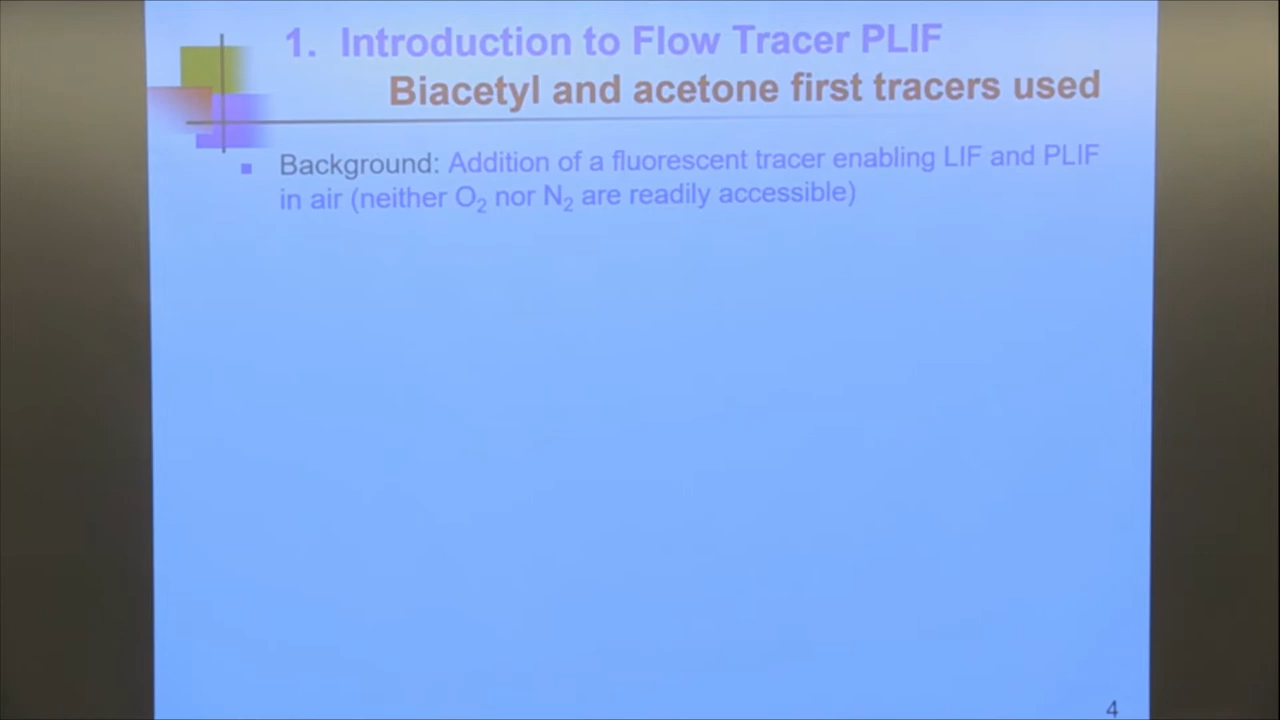 1. Introduction to Flow Tracer PLIF
Biacetyl and acetone first tracers used
Background: Addition of a fluorescent tracer enabling LIF and PLIF
in air (neither O₂ nor N₂ are readily accessible)
4